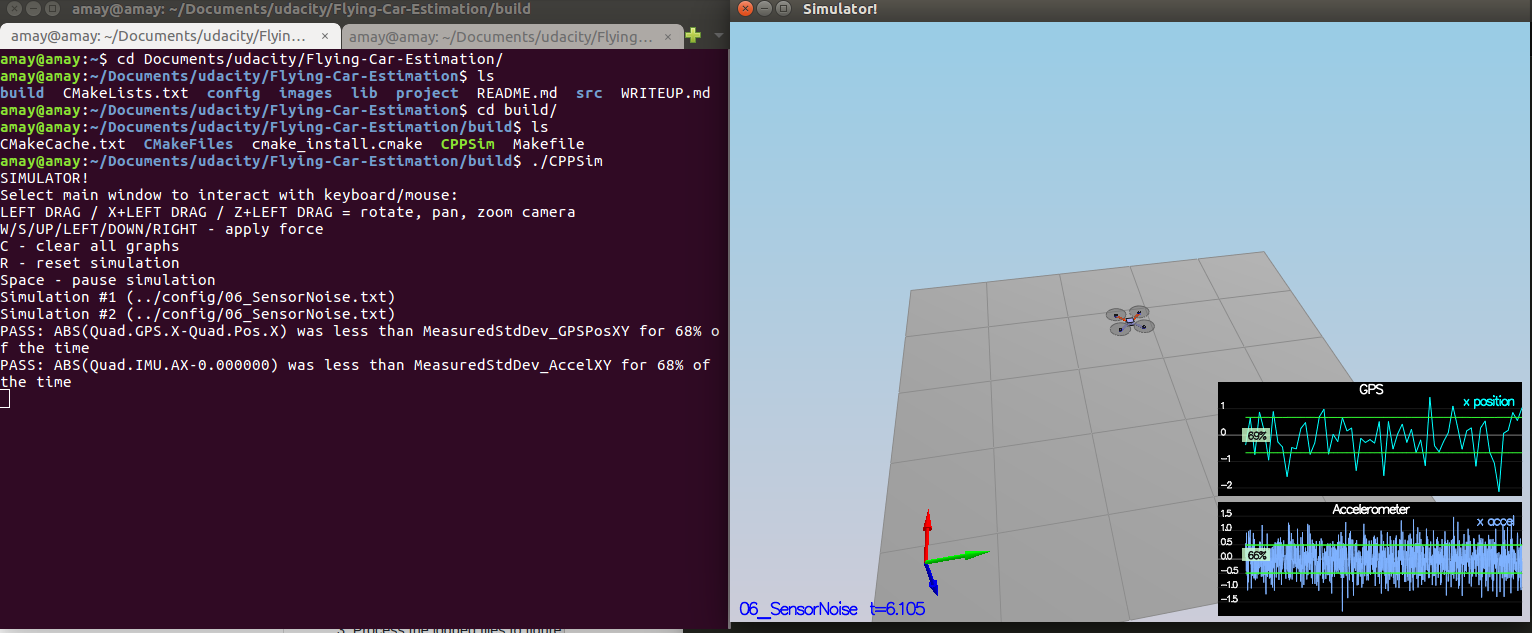 amay@amay: ~/Documents/udacity/Flying-Car-Estimation/build
amay@amay: ~/Documents/udacity/Flyin... ×
amay@amay: ~/Documents/udacity/Flying... ×
amay@amay:~$ cd Documents/udacity/Flying-Car-Estimation/
amay@amay:~/Documents/udacity/Flying-Car-Estimation$ ls
build  CMakeLists.txt  config  images  lib  project  README.md  src  WRITEUP.md
amay@amay:~/Documents/udacity/Flying-Car-Estimation$ cd build/
amay@amay:~/Documents/udacity/Flying-Car-Estimation/build$ ls
CMakeCache.txt  CMakeFiles  cmake_install.cmake  CPPSim  Makefile
amay@amay:~/Documents/udacity/Flying-Car-Estimation/build$ ./CPPSim
SIMULATOR!
Select main window to interact with keyboard/mouse:
LEFT DRAG / X+LEFT DRAG / Z+LEFT DRAG = rotate, pan, zoom camera
W/S/UP/LEFT/DOWN/RIGHT - apply force
C - clear all graphs
R - reset simulation
Space - pause simulation
Simulation #1 (../config/06_SensorNoise.txt)
Simulation #2 (../config/06_SensorNoise.txt)
PASS: ABS(Quad.GPS.X-Quad.Pos.X) was less than MeasuredStdDev_GPSPosXY for 68% o
f the time
PASS: ABS(Quad.IMU.AX-0.000000) was less than MeasuredStdDev_AccelXY for 68% of
the time
Simulator!
GPS
x position
1
0
69%
-1
-2
Accelerometer
1.5
x accel
1.0
0.5
0.0
66%
-0.5
-1.0
-1.5
06_SensorNoise t=6.105